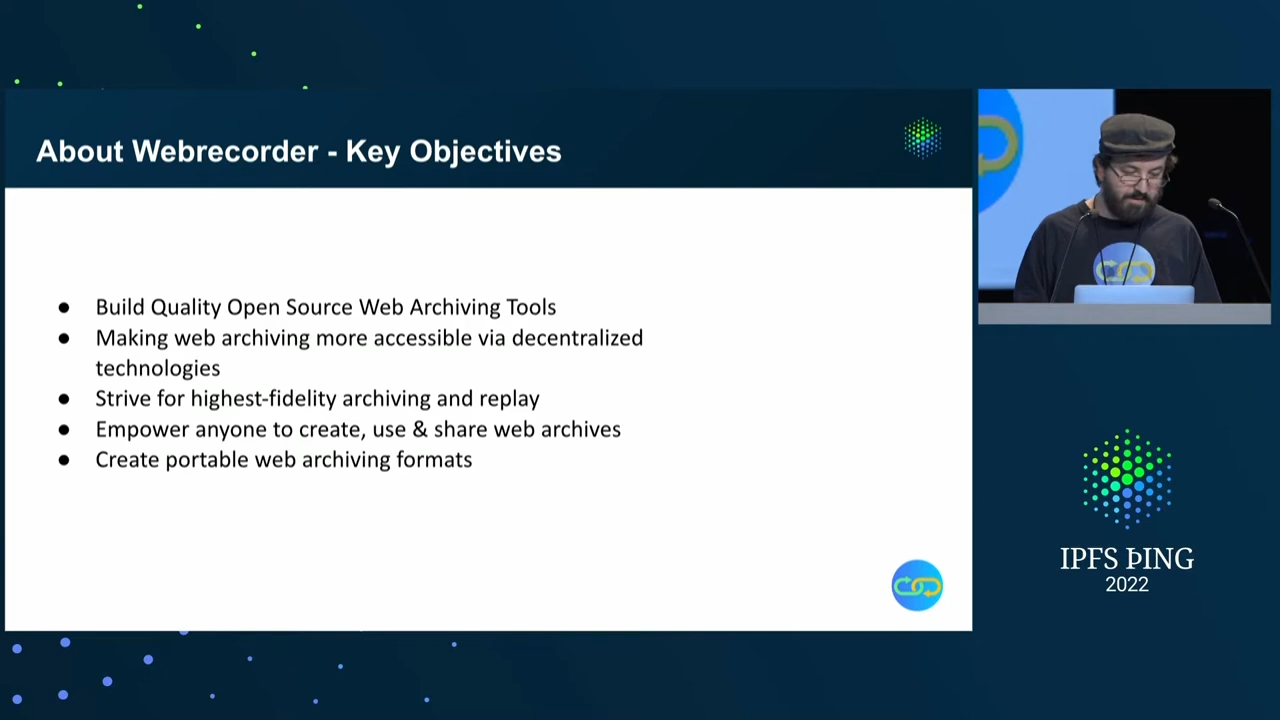 About Webrecorder - Key Objectives
● Build Quality Open Source Web Archiving Tools
● Making web archiving more accessible via decentralized
technologies
● Strive for highest-fidelity archiving and replay
● Empower anyone to create, use & share web archives
● Create portable web archiving formats
IPFS ÞING
2022